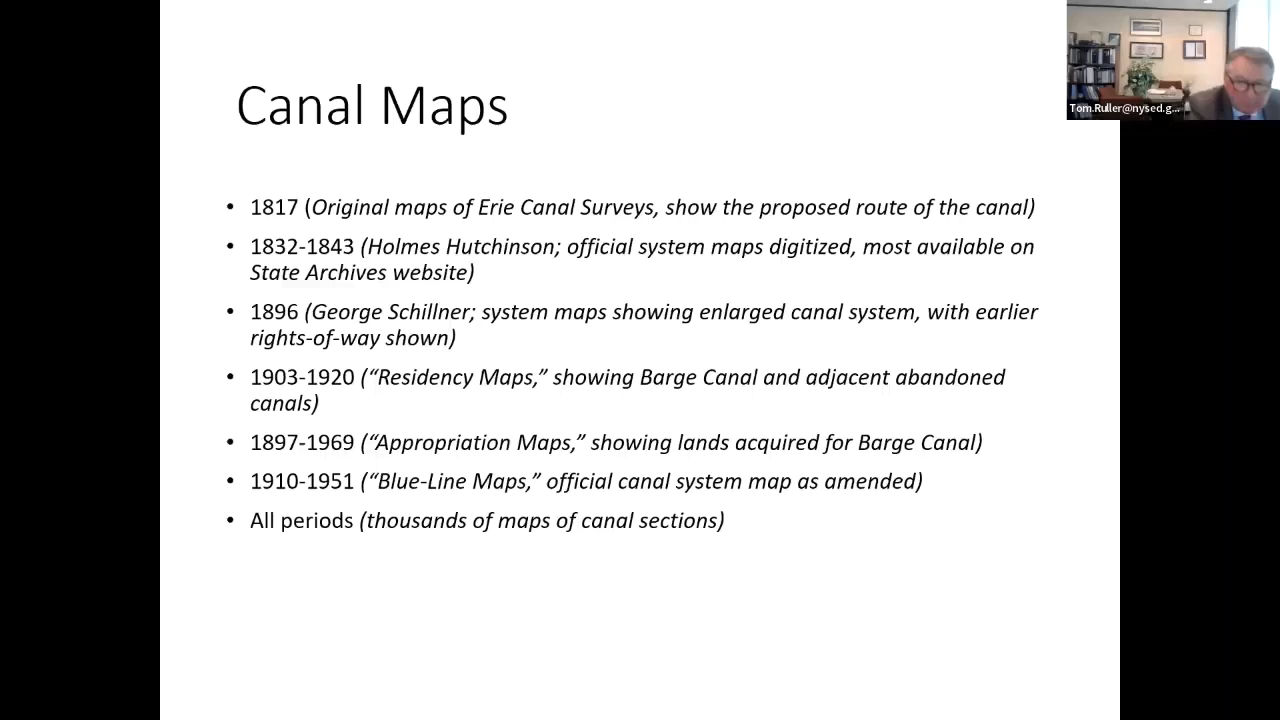 Canal Maps
Tom.Ruller@nysed.g...
• 1817 (Original maps of Erie Canal Surveys, show the proposed route of the canal)
• 1832-1843 (Holmes Hutchinson; official system maps digitized, most available on
State Archives website)
• 1896 (George Schillner; system maps showing enlarged canal system, with earlier
rights-of-way shown)
• 1903-1920 (“Residency Maps,” showing Barge Canal and adjacent abandoned
canals)
• 1897-1969 (“Appropriation Maps,” showing lands acquired for Barge Canal)
• 1910-1951 (“Blue-Line Maps,” official canal system map as amended)
• All periods (thousands of maps of canal sections)